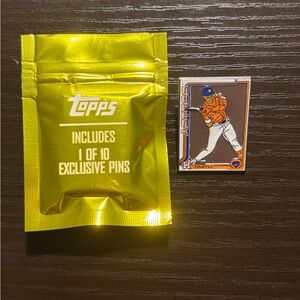 Topps
INCLUDES
1 OF 10
EXCLUSIVE PINS